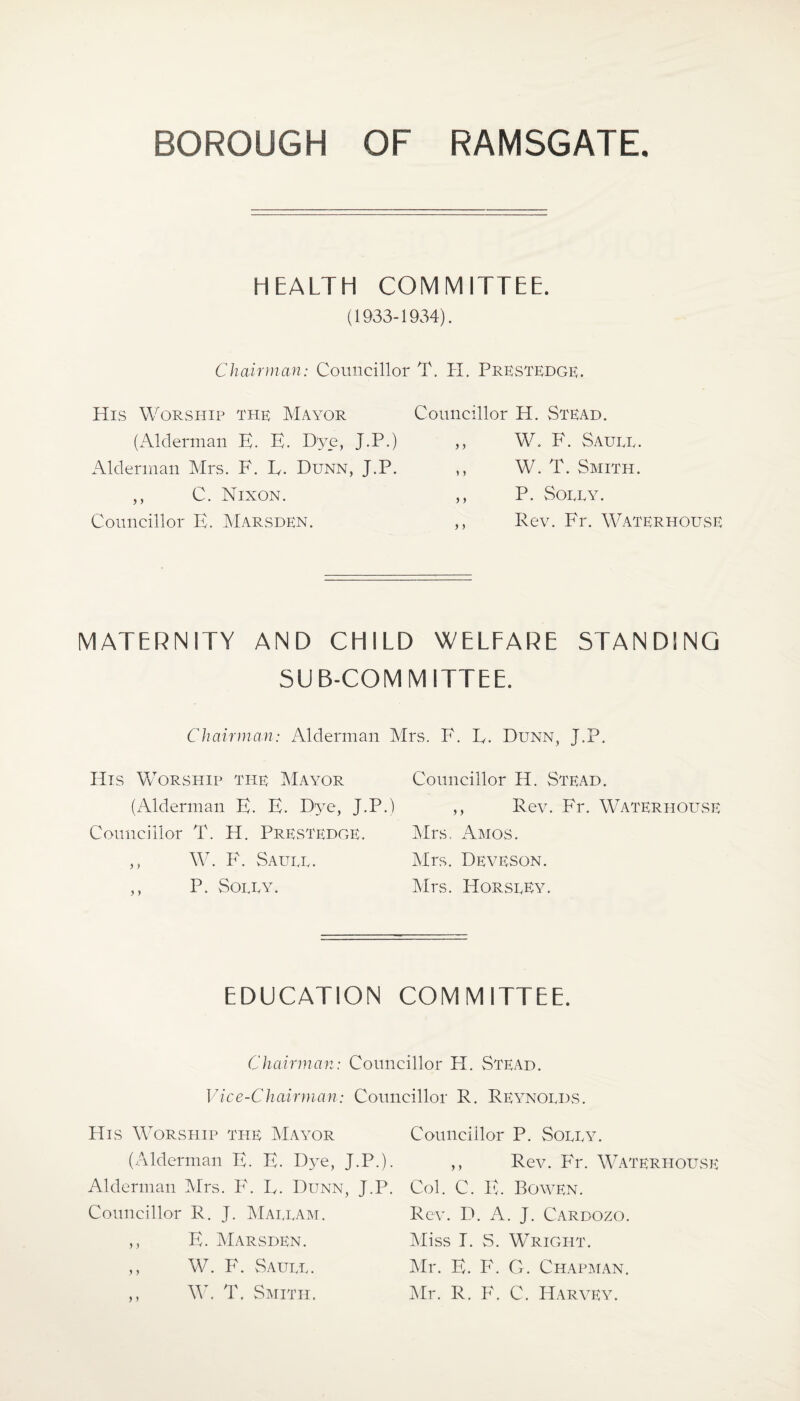 BOROUGH OF RAMSGATE.
HEALTH COMMITTEE.
(1933-1934).
Chairman: Councillor T. H. Prestedge.
His Worship the Mayor
(Alderman E. E. Dye, J.P.)
Alderman Mrs. F. L. Dunn, J.P.
,, C. Nixon.
Councillor E. Marsden.
Councillor H. Stead.
,, W. F. Saull.
,, W. T. Smith.
,, P. Solly.
,, Rev. Fr. Waterhouse
MATERNITY AND CHILD WELFARE STANDING
SUB-COMMITTEE.
Chairman: Alderman Mrs. F. L. Dunn, J.P.
His Worship the Mayor
(Alderman E. E. Dye, J.P.)
Councillor T. H. Prestedge.
,, W. F. Saull.
,, P. Solly.
Councillor H. Stead.
,, Rev. Fr. Waterhouse
Mrs. Amos.
Mrs. Deveson.
Mrs. Horsley.
EDUCATION COMMITTEE.
Chairman: Councillor H. Stead.
Vice-Chairman: Councillor R. Reynolds.
His Worship the Mayor
(Alderman E. E. Dye, J.P.).
Alderman Mrs. F. L. Dunn, J.P.
Councillor R. J. Mallam.
,, E. Marsden.
,, W. F. Saull.
,, W. T. Smith.
Councillor P. Solly.
,, Rev. Fr. Waterhouse
Col. C. E. Bowen.
Rev. D. A. J. Cardozo.
Miss I. S. Wright.
Mr. E. F. G. Chapman.
Mr. R. F. C. Harvey.